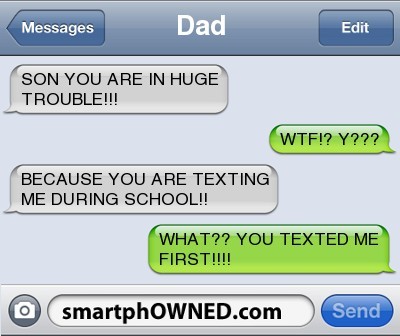 Messages
Dad
Edit
SON YOU ARE IN HUGE
TROUBLE!!!
WTF!? Y???
BECAUSE YOU ARE TEXTING
ME DURING SCHOOL!!
WHAT?? YOU TEXTED ME
FIRST!!!!
smartphOWNED.com
Send